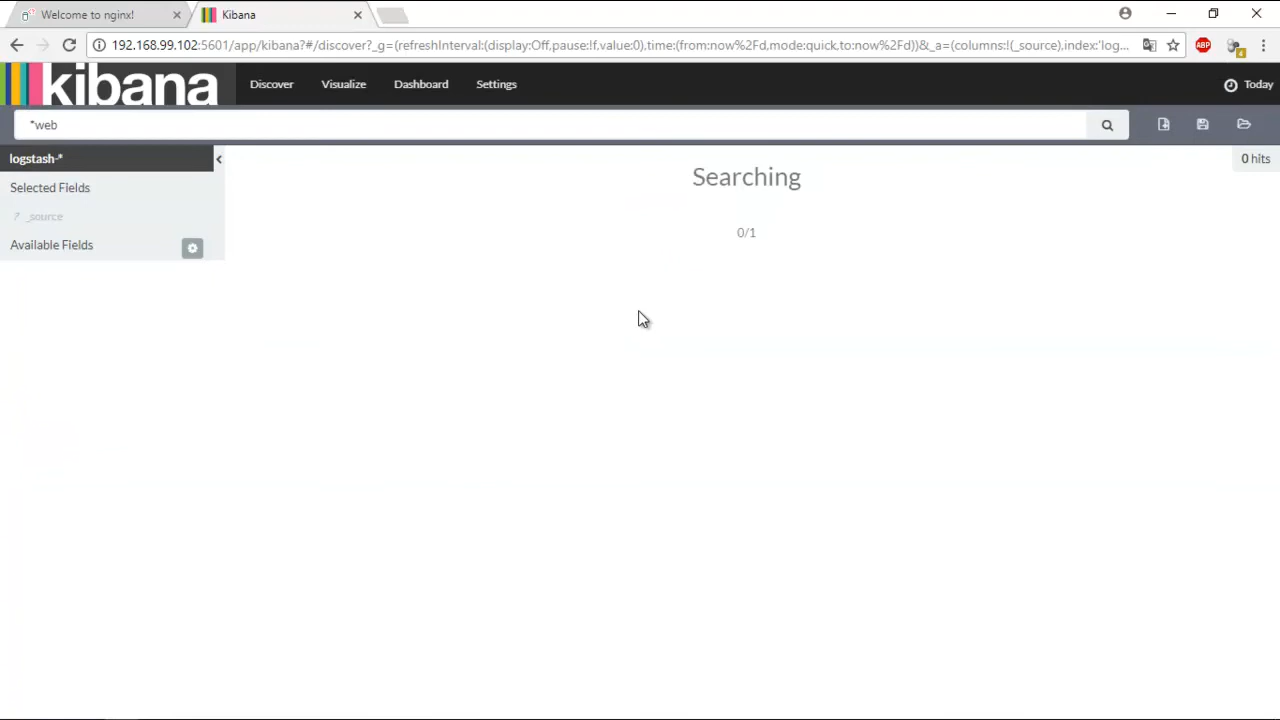 Welcome to nginx!
Kibana
192.168.99.102:5601/app/kibana?#/discover?_g=(refreshInterval:(display:Off,pause:!f,value:0),time:(from:now%2Fd,mode:quick,to:now%2Fd))&_a=(columns:!(_source),index:'log...
ABP
4
kibana
Discover
Visualize
Dashboard
Settings
Today
*web
logstash-*
0 hits
Selected Fields
? _source
Available Fields
Searching
0/1